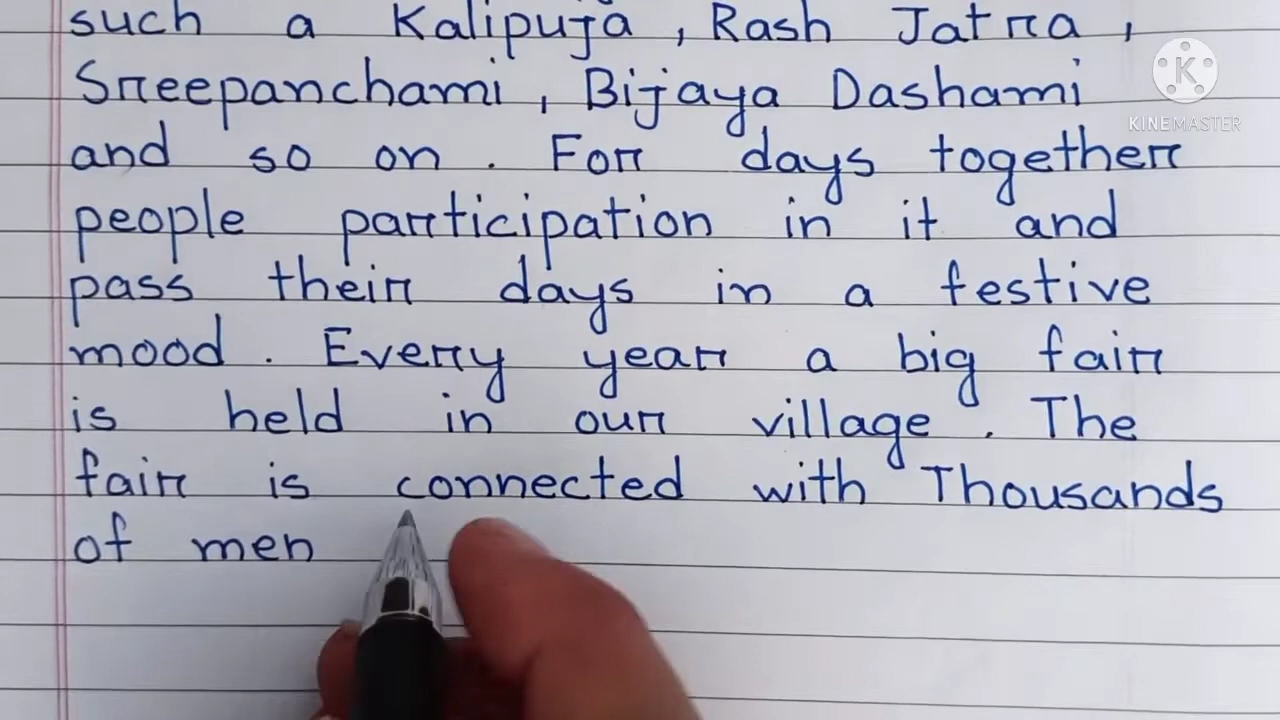 such a Kalipuja, Rash Jatra,
Sreepanchami, Bijaya Dashami
and so on. For days together
people participation in it and
pass their days in a festive
mood. Every year a big fair
is held in our village. The
fair is connected with Thousands
of men
K
KINEMASTER